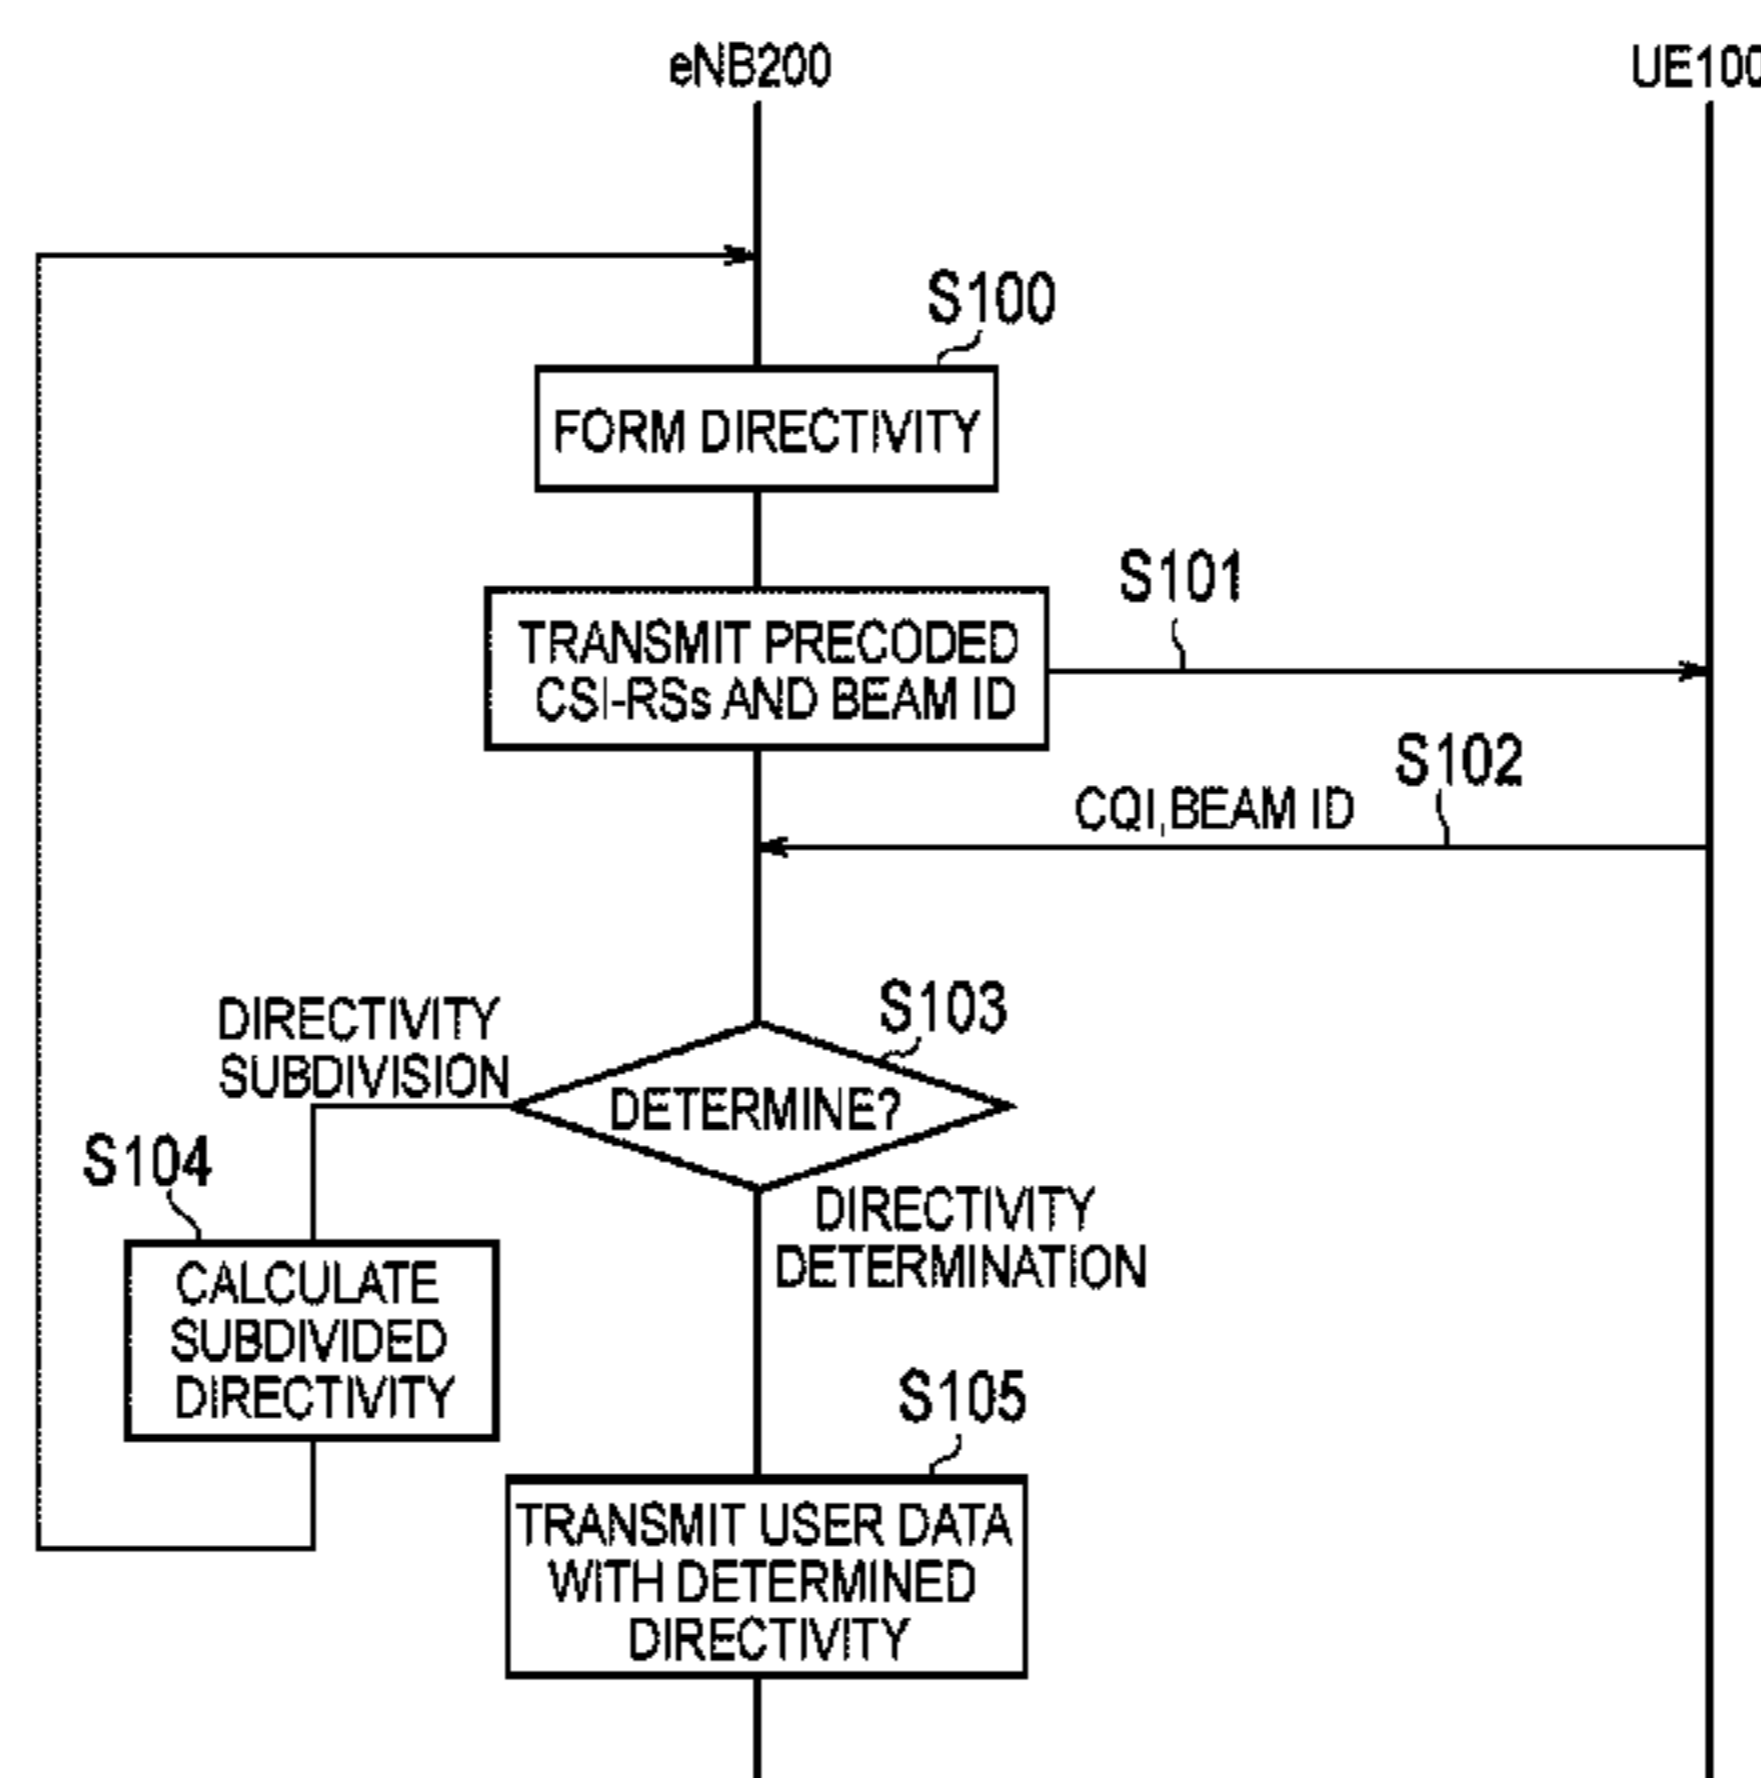 eNB200
UE100
S100
FORM DIRECTIVITY
S101
TRANSMIT PRECODED
CSI-RSs AND BEAM ID
S102
CQI,BEAM ID
S103
DIRECTIVITY
SUBDIVISION
DETERMINE?
S104
DIRECTIVITY
DETERMINATION
CALCULATE
SUBDIVIDED
DIRECTIVITY
S105
TRANSMIT USER DATA
WITH DETERMINED
DIRECTIVITY